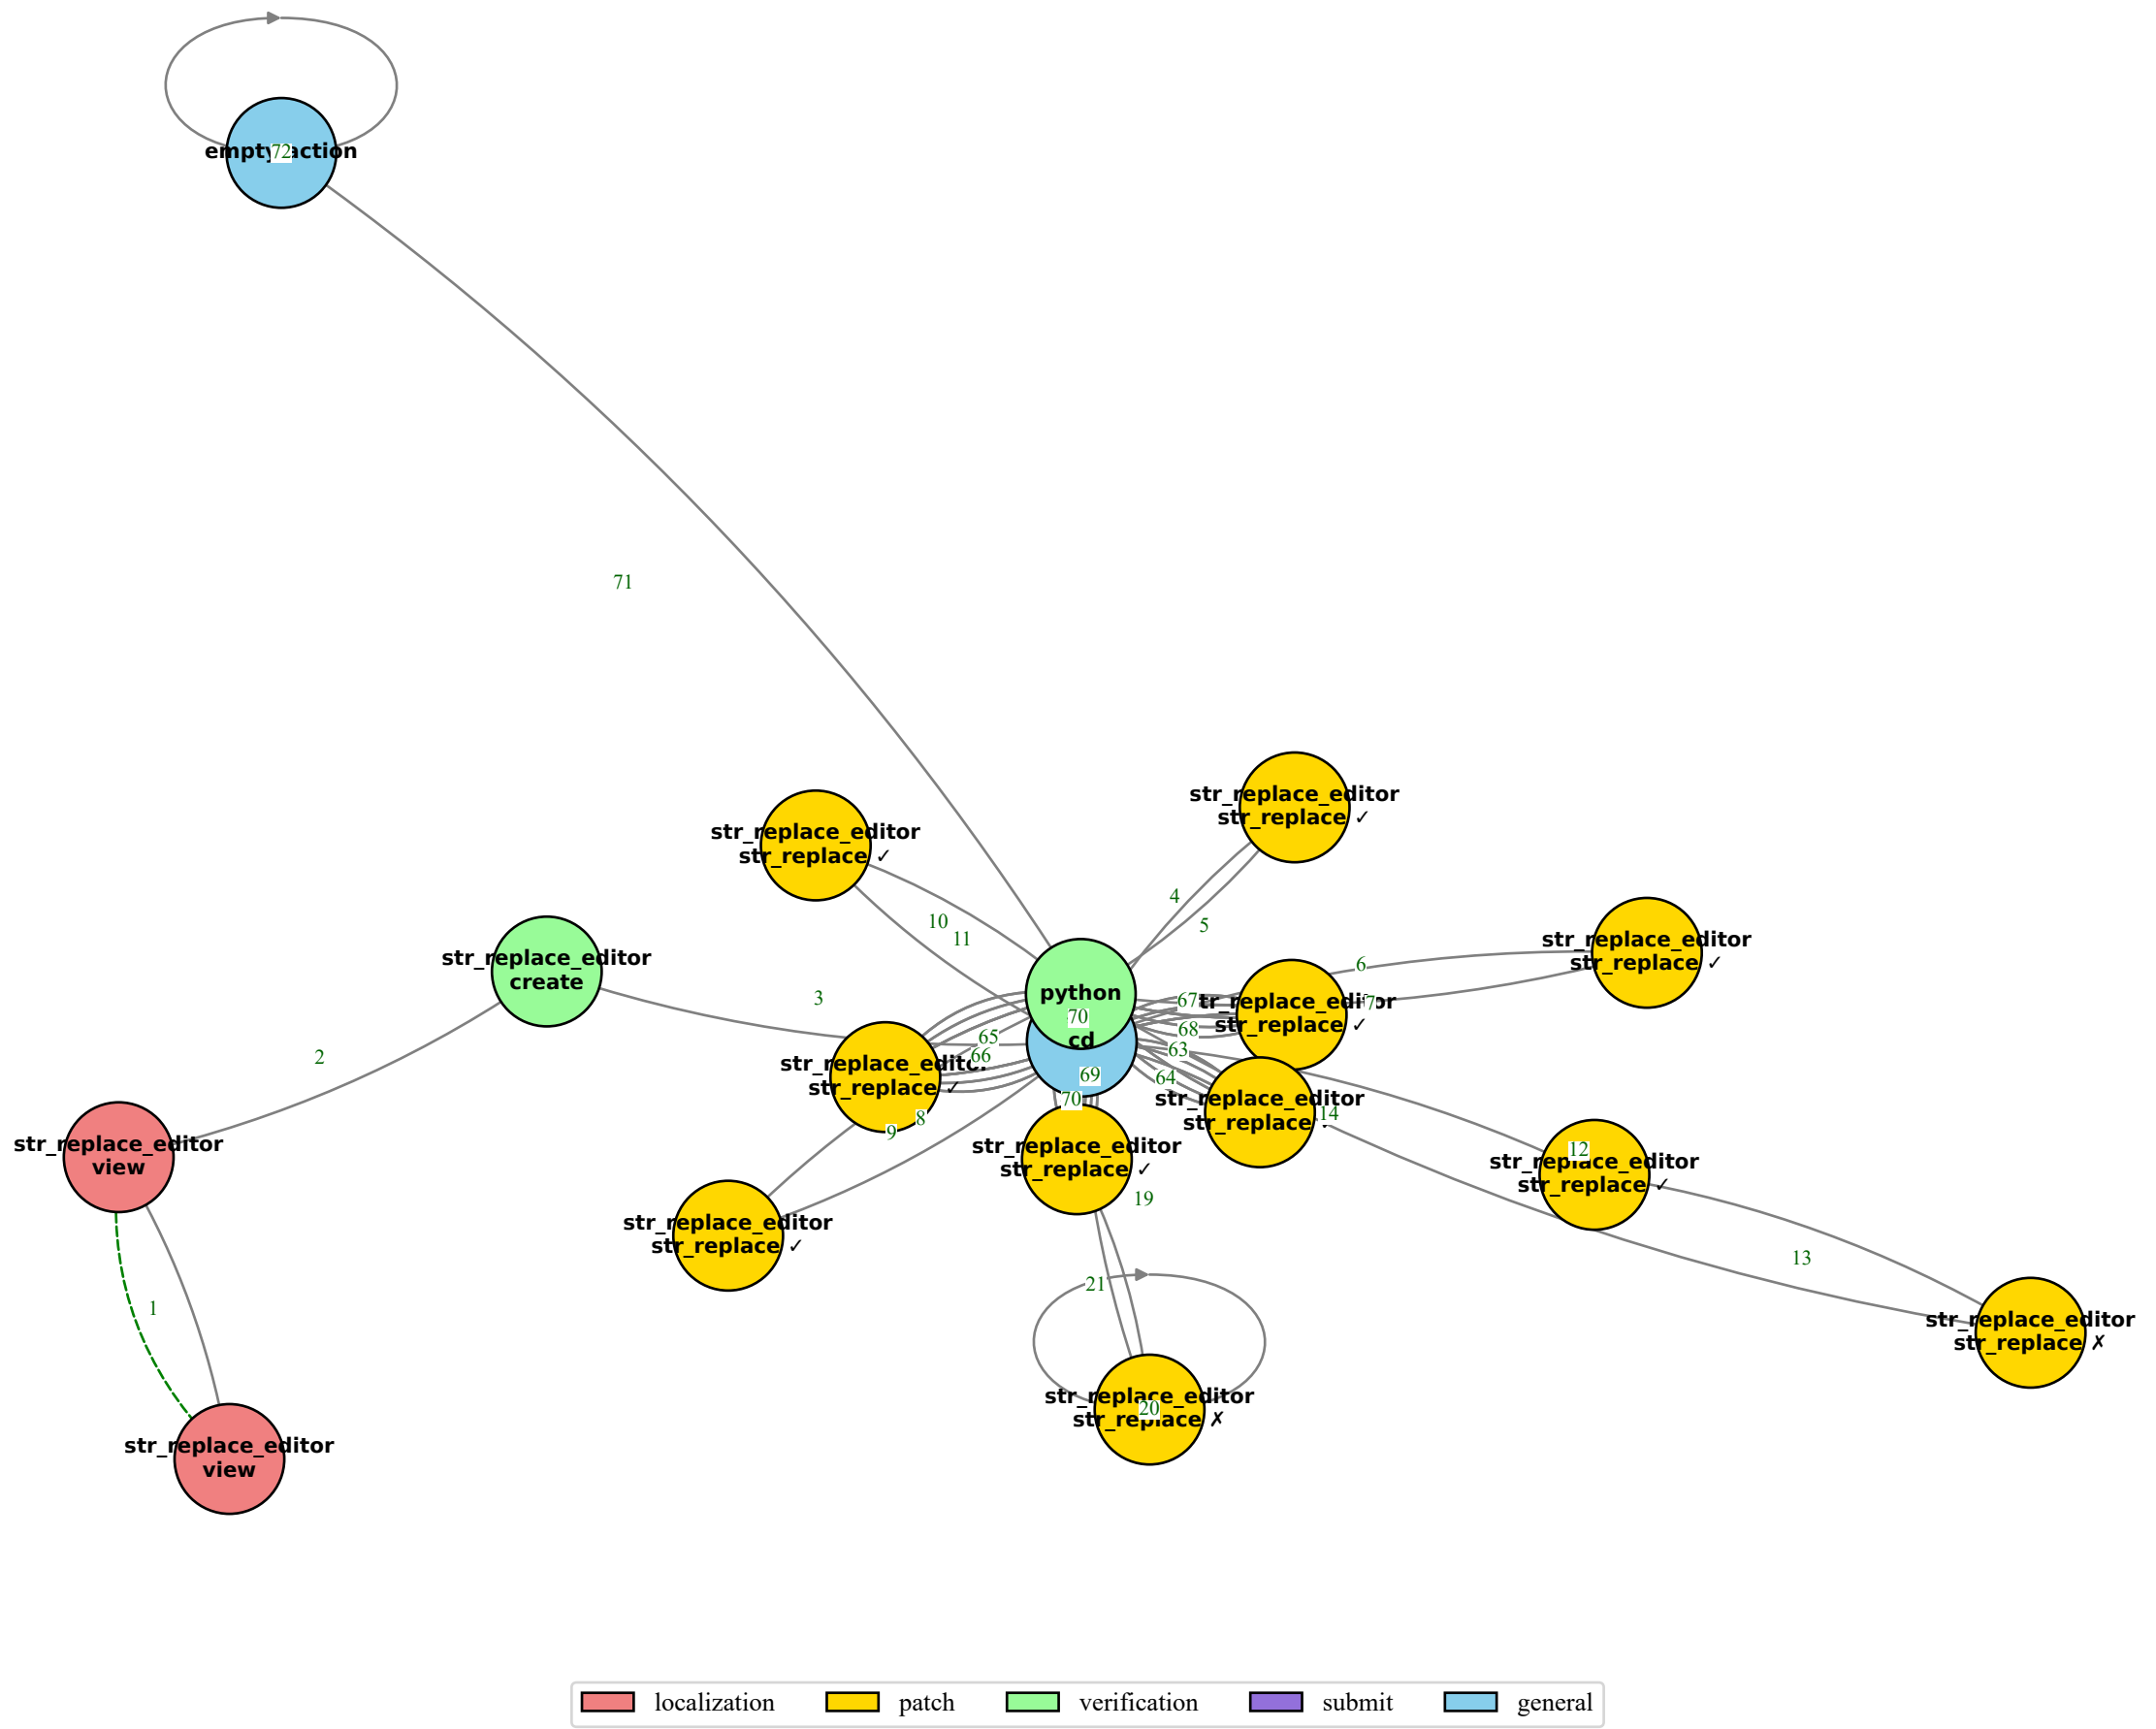 empty action
72
71
str_replace_editor
str_replace ✓
str_replace_editor
str_replace ✓
4
5
10
11
str_replace_editor
create
str_replace_editor
str_replace ✓
6
7
3
python
70
cd
67
68
str_replace_editor
str_replace ✓
65
66
63
64
69
70
str_replace_editor
str_replace ✓
8
9
2
str_replace_editor
view
str_replace_editor
str_replace
14
str_replace_editor
str_replace ✓
12
str_replace_editor
str_replace ✓
19
str_replace_editor
str_replace ✓
13
21
1
str_replace_editor
str_replace ✗
str_replace_editor
str_replace ✗
20
str_replace_editor
view
localization
patch
verification
submit
general